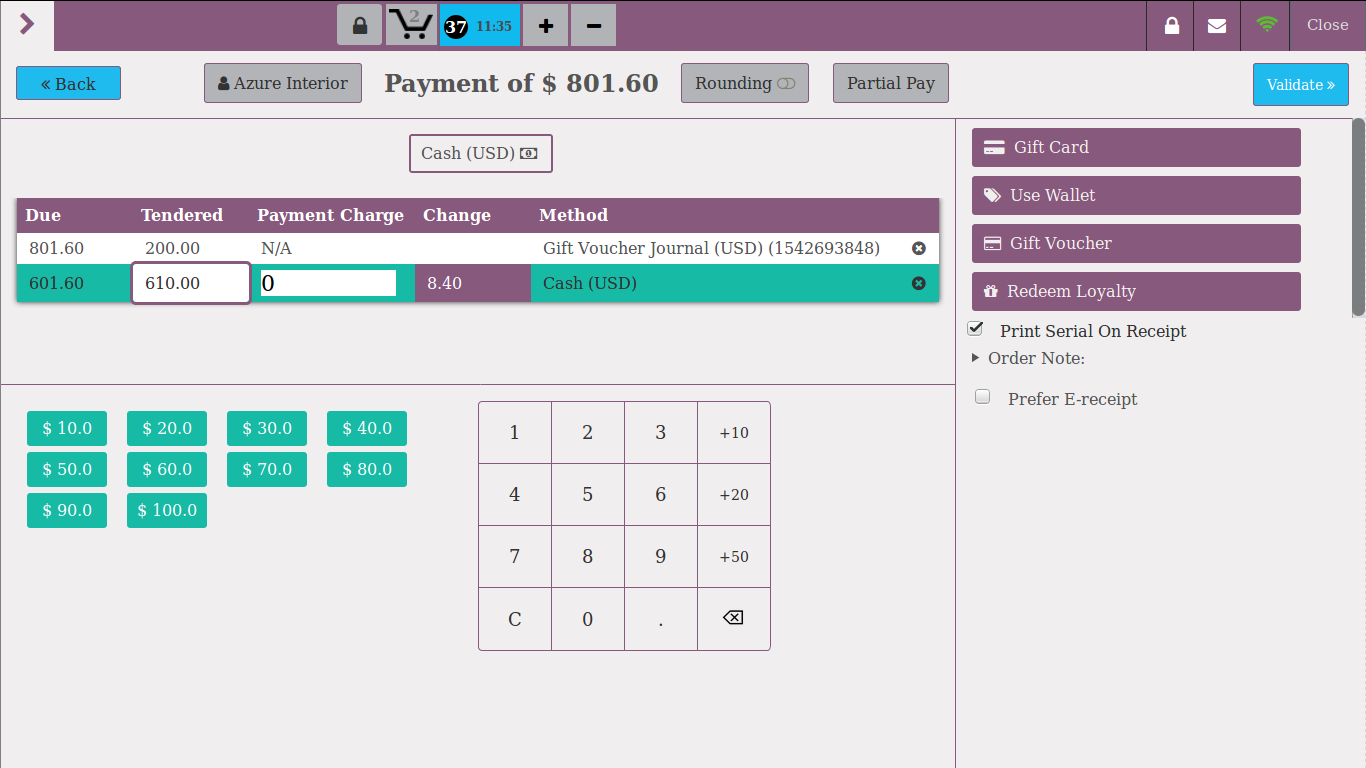 2
37 11:35 + −
Close
« Back
Azure Interior
Payment of $ 801.60
Rounding
Partial Pay
Validate »
Cash (USD)
Due Tendered Payment Charge Change Method
801.60 200.00 N/A Gift Voucher Journal (USD) (1542693848)
601.60 610.00 0 8.40 Cash (USD)
Gift Card
Use Wallet
Gift Voucher
Redeem Loyalty
Print Serial On Receipt
Order Note:
Prefer E-receipt
$ 10.0 $ 20.0 $ 30.0 $ 40.0
$ 50.0 $ 60.0 $ 70.0 $ 80.0
$ 90.0 $ 100.0
1 2 3 +10
4 5 6 +20
7 8 9 +50
C 0 .